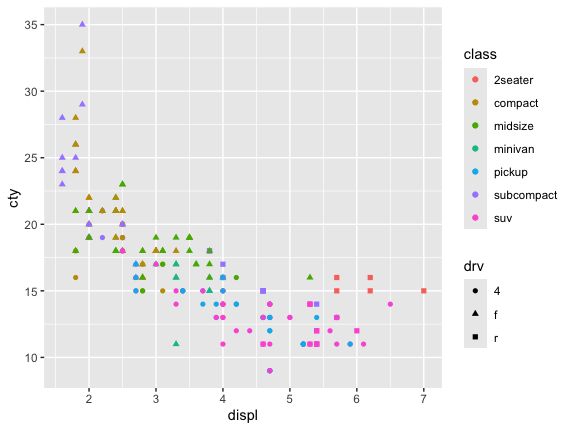 35
30
25
20
15
10
cty
2
3
4
5
6
7
displ
class
2seater
compact
midsize
minivan
pickup
subcompact
suv
drv
4
f
r